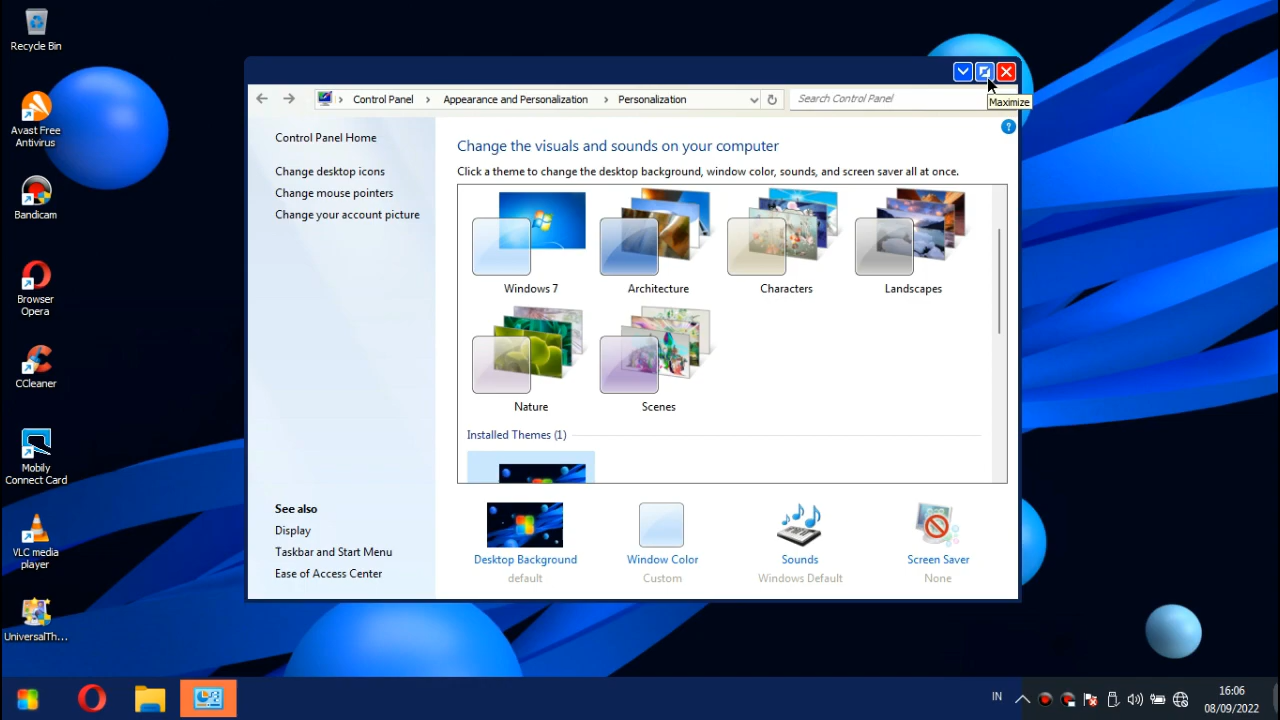 Recycle Bin
Avast Free
Antivirus
Bandicam
Browser
Opera
CCleaner
Mobily
Connect Card
VLC media
player
UniversalTh...
Maximize
Control Panel
Appearance and Personalization
Personalization
Search Control Panel
Control Panel Home
Change desktop icons
Change mouse pointers
Change your account picture
See also
Display
Taskbar and Start Menu
Ease of Access Center
Change the visuals and sounds on your computer
Click a theme to change the desktop background, window color, sounds, and screen saver all at once.
Windows 7
Architecture
Characters
Landscapes
Nature
Scenes
Installed Themes (1)
Desktop Background
default
Window Color
Custom
Sounds
Windows Default
Screen Saver
None
IN
16:06
08/09/2022